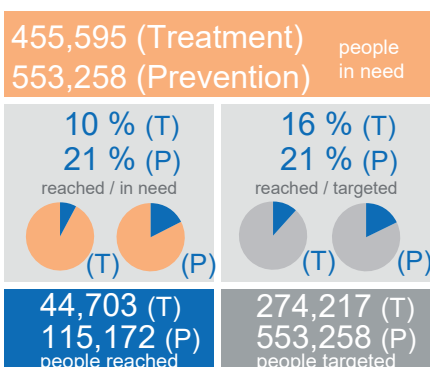 455,595 (Treatment)
553,258 (Prevention)
people
in need
10 % (T)
21 % (P)
reached / in need
(T)
(P)
16 % (T)
21 % (P)
reached / targeted
(T)
(P)
44,703 (T)
115,172 (P)
people reached
274,217 (T)
553,258 (P)
people targeted